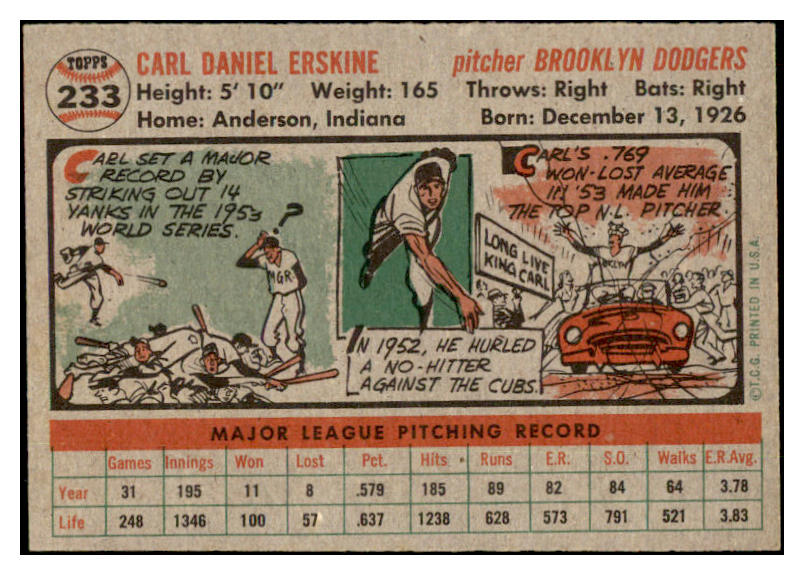 TOPPS
233
CARL DANIEL ERSKINE
pitcher BROOKLYN DODGERS
Height: 5' 10" Weight: 165 Throws: Right Bats: Right
Home: Anderson, Indiana Born: December 13, 1926
CARL SET A MAJOR
RECORD BY
STRIKING OUT 14
YANKS IN THE 1953
WORLD SERIES.
?
MGR
IN 1952, HE HURLED
A NO-HITTER
AGAINST THE CUBS.
CARL'S .769
WON-LOST AVERAGE
IN '53 MADE HIM
THE TOP N.L. PITCHER.
LONG LIVE
KING CARL
©T.C.G. PRINTED IN U.S.A.
MAJOR LEAGUE PITCHING RECORD
Games Innings Won Lost Pct. Hits Runs E.R. S.O. Walks E.R.Avg.
Year 31 195 11 8 .579 185 89 82 84 64 3.78
Life 248 1346 100 57 .637 1238 628 573 791 521 3.83